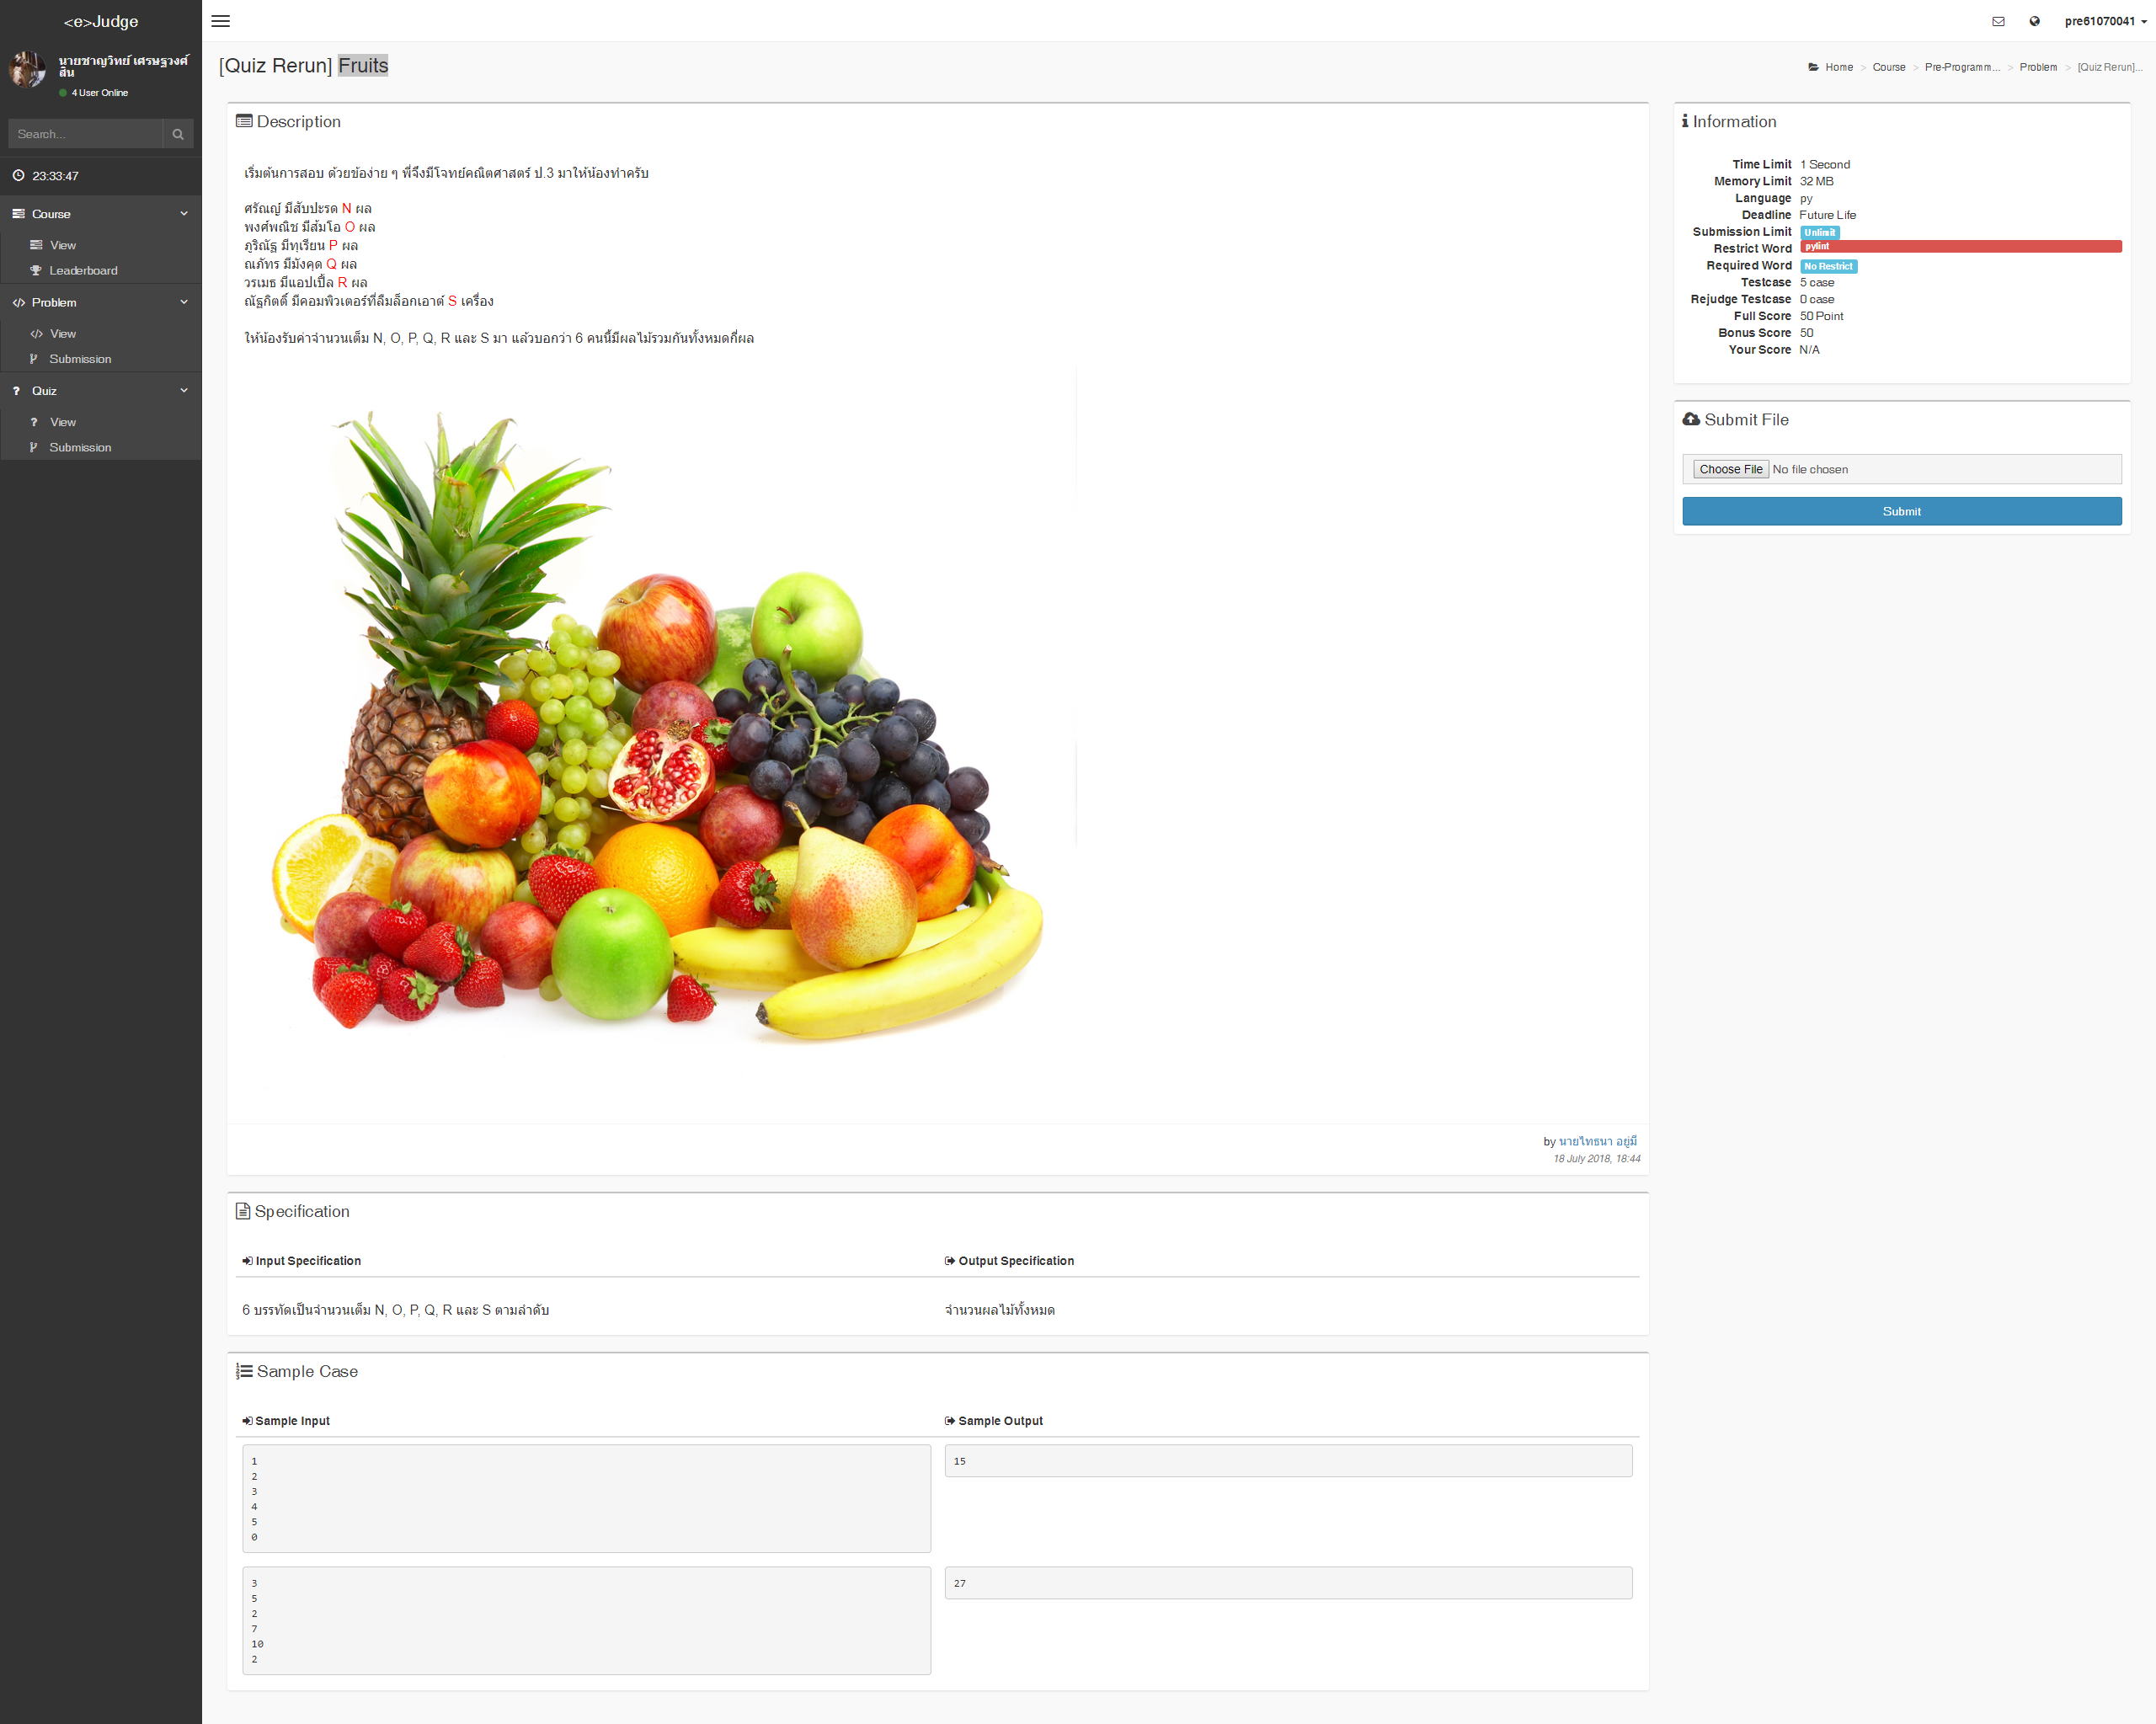 <e>Judge
pre61070041
นายชาญวิทย์ เศรษฐวงศ์
สิน
4 User Online
Search...
23:33:47
Course
View
Leaderboard
Problem
View
Submission
Quiz
View
Submission
[Quiz Rerun] Fruits
Home > Course > Pre-Programm... > Problem > [Quiz Rerun]...
Description
เริ่มต้นการสอบ ด้วยข้อง่าย ๆ พี่จึงมีโจทย์คณิตศาสตร์ ป.3 มาให้น้องทำครับ
ศรัณญ์ มีสับปะรด N ผล
พงศ์พณิช มีส้มโอ O ผล
ภูริณัฐ มีทุเรียน P ผล
ณภัทร มีมังคุด Q ผล
วรเมธ มีแอปเปิ้ล R ผล
ณัฐกิตติ์ มีคอมพิวเตอร์ที่ลืมล็อกเอาต์ S เครื่อง
ให้น้องรับค่าจำนวนเต็ม N, O, P, Q, R และ S มา แล้วบอกว่า 6 คนนี้มีผลไม้รวมกันทั้งหมดกี่ผล
by นายไทธนา อยู่มี
18 July 2018, 18:44
Specification
Input Specification
Output Specification
6 บรรทัดเป็นจำนวนเต็ม N, O, P, Q, R และ S ตามลำดับ
จำนวนผลไม้ทั้งหมด
Sample Case
Sample Input
Sample Output
1
2
3
4
5
0
15
3
5
2
7
10
2
27
Information
Time Limit 1 Second
Memory Limit 32 MB
Language py
Deadline Future Life
Submission Limit Unlimit
Restrict Word pylint
Required Word No Restrict
Testcase 5 case
Rejudge Testcase 0 case
Full Score 50 Point
Bonus Score 50
Your Score N/A
Submit File
Choose File No file chosen
Submit